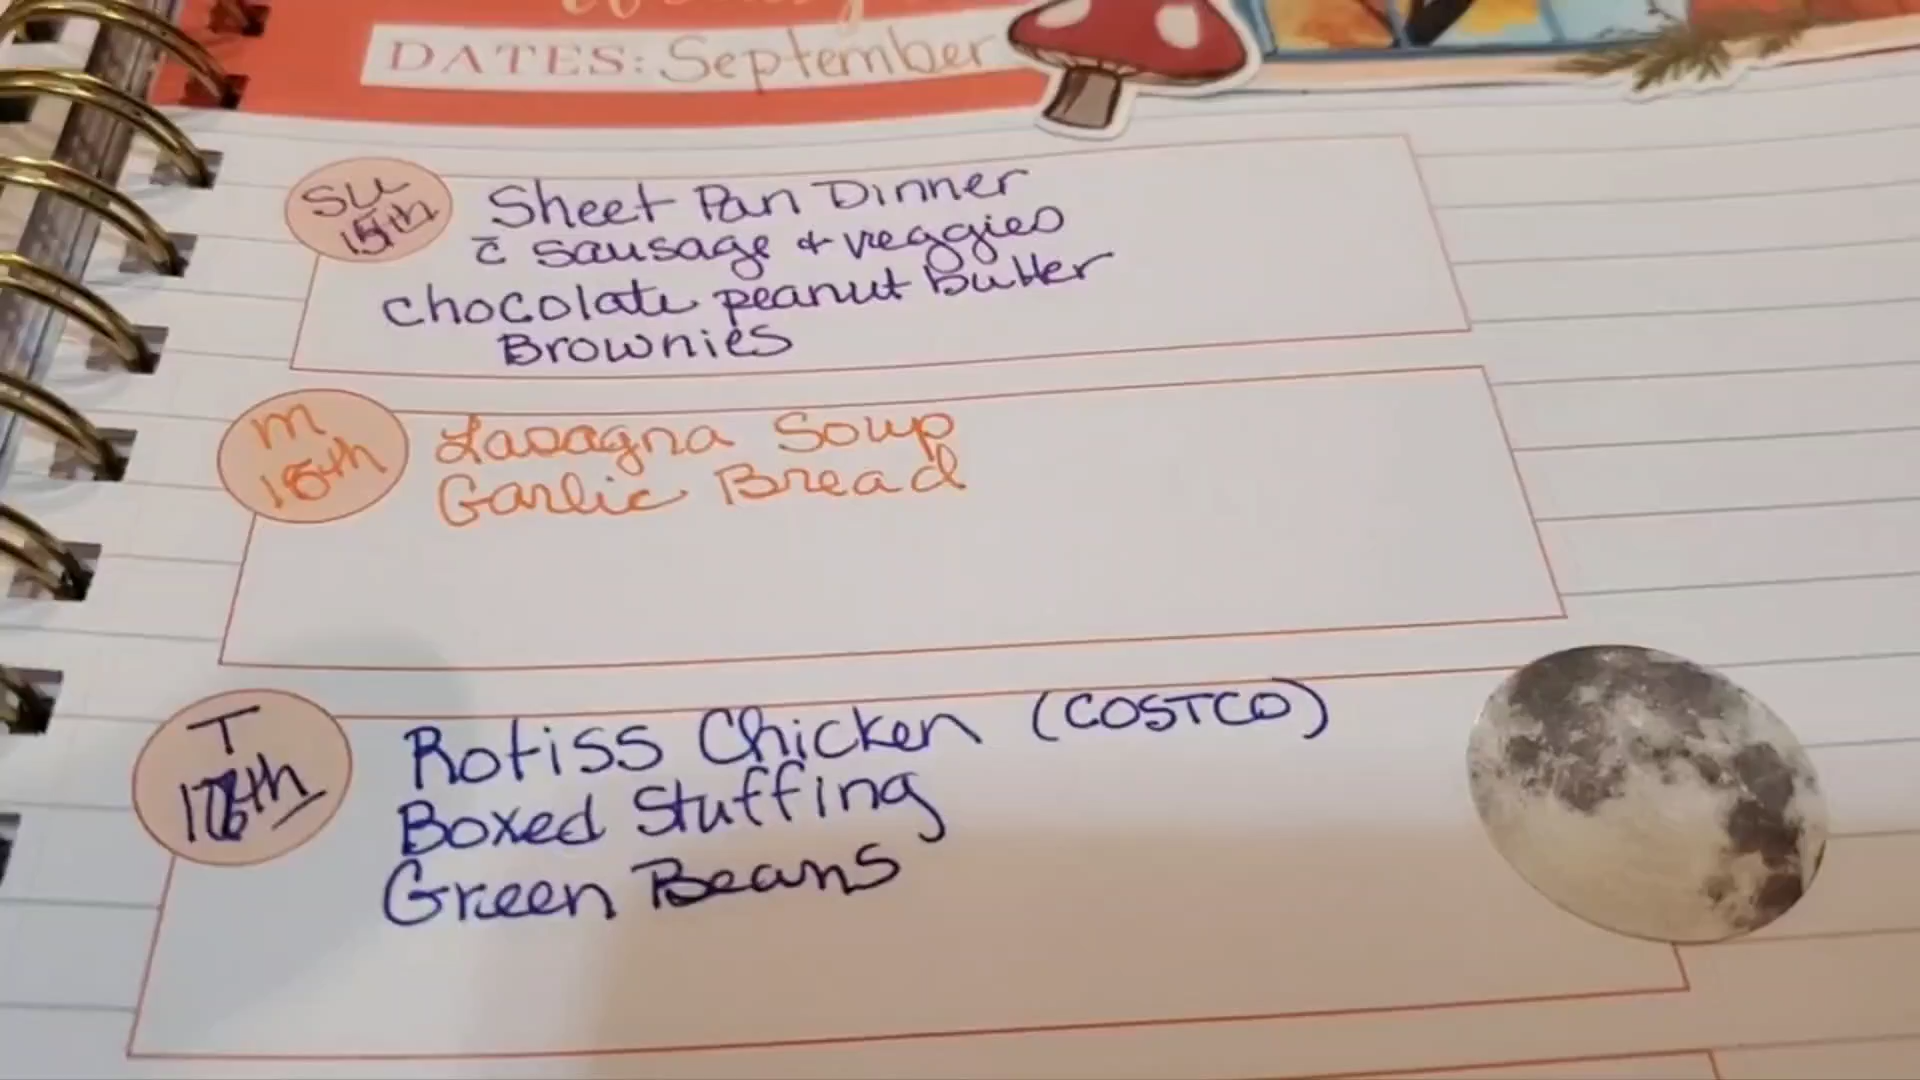 DATES: September
SU
15th
Sheet Pan Dinner
c̄ sausage + veggies
Chocolate peanut Butter
Brownies
M
16th
Lasagna Soup
Garlic Bread
T
17th
Rotiss Chicken (COSTCO)
Boxed Stuffing
Green Beans